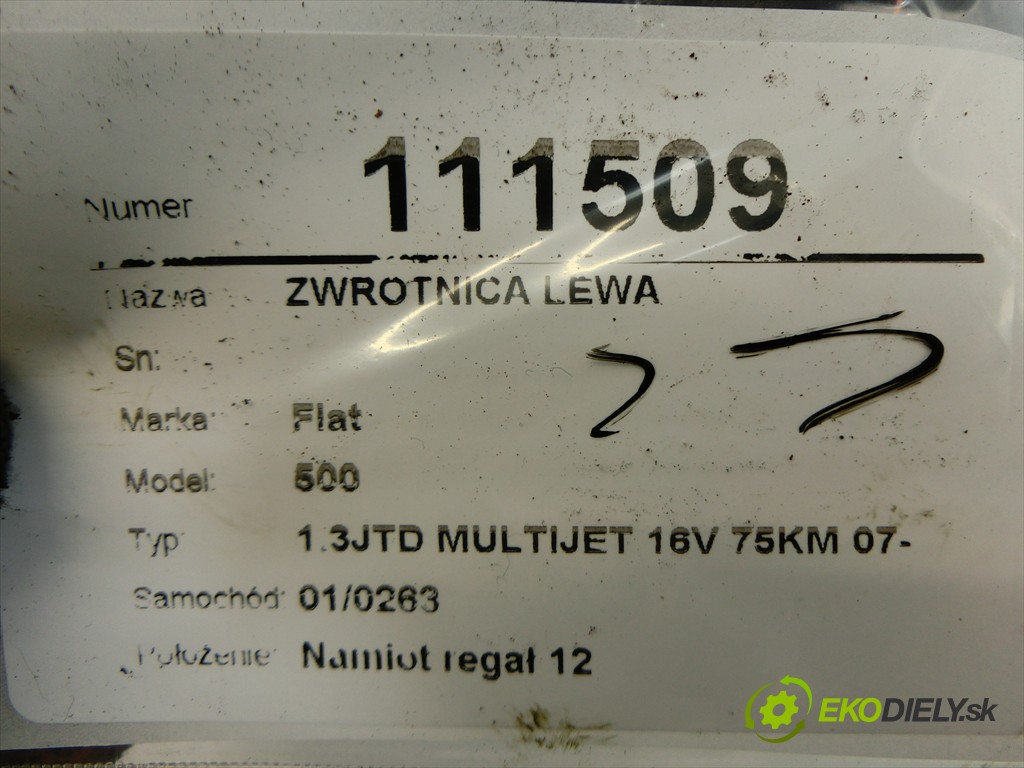 Numer 111509
Nazwa ZWROTNICA LEWA
Sn:
Marka: Fiat
Model: 500
Typ: 1.3JTD MULTIJET 16V 75KM 07-
Samochód: 01/0263
Położenie: Namiot regał 12
EKODIELY.sk